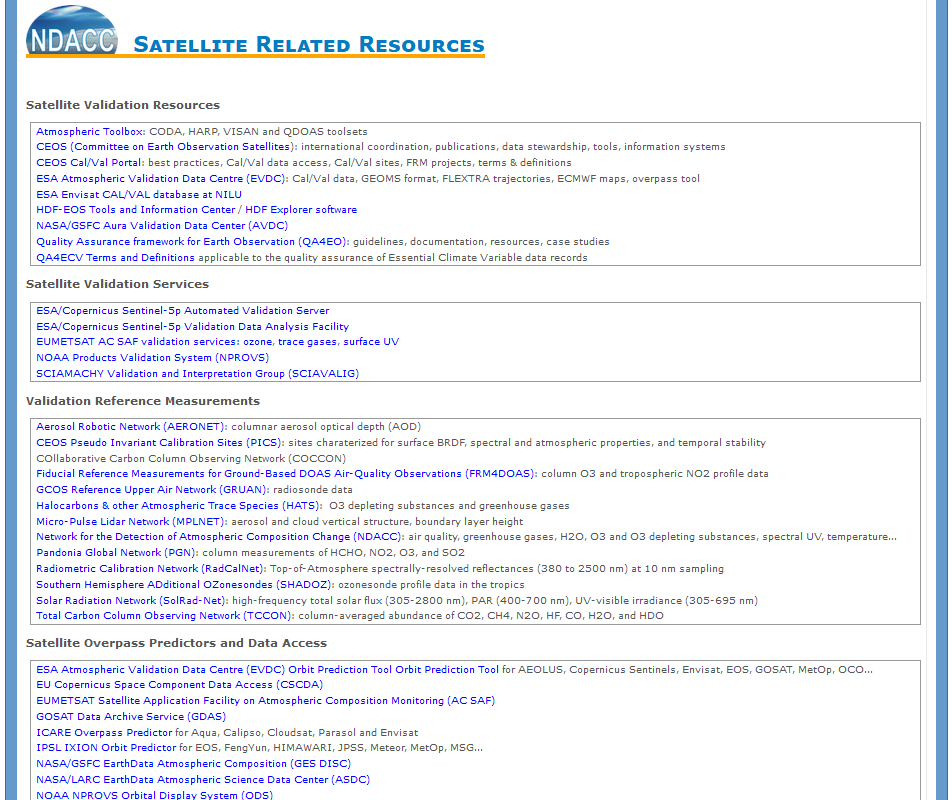 NDACC SATELLITE RELATED RESOURCES
Satellite Validation Resources
Atmospheric Toolbox: CODA, HARP, VISAN and QDOAS toolsets
CEOS (Committee on Earth Observation Satellites): international coordination, publications, data stewardship, tools, information systems
CEOS Cal/Val Portal: best practices, Cal/Val data access, Cal/Val sites, FRM projects, terms & definitions
ESA Atmospheric Validation Data Centre (EVDC): Cal/Val data, GEOMS format, FLEXTRA trajectories, ECMWF maps, overpass tool
ESA Envisat CAL/VAL database at NILU
HDF-EOS Tools and Information Center / HDF Explorer software
NASA/GSFC Aura Validation Data Center (AVDC)
Quality Assurance framework for Earth Observation (QA4EO): guidelines, documentation, resources, case studies
QA4ECV Terms and Definitions applicable to the quality assurance of Essential Climate Variable data records
Satellite Validation Services
ESA/Copernicus Sentinel-5p Automated Validation Server
ESA/Copernicus Sentinel-5p Validation Data Analysis Facility
EUMETSAT AC SAF validation services: ozone, trace gases, surface UV
NOAA Products Validation System (NPROVS)
SCIAMACHY Validation and Interpretation Group (SCIAVALIG)
Validation Reference Measurements
Aerosol Robotic Network (AERONET): columnar aerosol optical depth (AOD)
CEOS Pseudo Invariant Calibration Sites (PICS): sites charaterized for surface BRDF, spectral and atmospheric properties, and temporal stability
COllaborative Carbon Column Observing Network (COCCON)
Fiducial Reference Measurements for Ground-Based DOAS Air-Quality Observations (FRM4DOAS): column O3 and tropospheric NO2 profile data
GCOS Reference Upper Air Network (GRUAN): radiosonde data
Halocarbons & other Atmospheric Trace Species (HATS): O3 depleting substances and greenhouse gases
Micro-Pulse Lidar Network (MPLNET): aerosol and cloud vertical structure, boundary layer height
Network for the Detection of Atmospheric Composition Change (NDACC): air quality, greenhouse gases, H2O, O3 and O3 depleting substances, spectral UV, temperature...
Pandonia Global Network (PGN): column measurements of HCHO, NO2, O3, and SO2
Radiometric Calibration Network (RadCalNet): Top-of-Atmosphere spectrally-resolved reflectances (380 to 2500 nm) at 10 nm sampling
Southern Hemisphere ADditional OZonesondes (SHADOZ): ozonesonde profile data in the tropics
Solar Radiation Network (SolRad-Net): high-frequency total solar flux (305-2800 nm), PAR (400-700 nm), UV-visible irradiance (305-695 nm)
Total Carbon Column Observing Network (TCCON): column-averaged abundance of CO2, CH4, N2O, HF, CO, H2O, and HDO
Satellite Overpass Predictors and Data Access
ESA Atmospheric Validation Data Centre (EVDC) Orbit Prediction Tool Orbit Prediction Tool for AEOLUS, Copernicus Sentinels, Envisat, EOS, GOSAT, MetOp, OCO...
EU Copernicus Space Component Data Access (CSCDA)
EUMETSAT Satellite Application Facility on Atmospheric Composition Monitoring (AC SAF)
GOSAT Data Archive Service (GDAS)
ICARE Overpass Predictor for Aqua, Calipso, Cloudsat, Parasol and Envisat
IPSL IXION Orbit Predictor for EOS, FengYun, HIMAWARI, JPSS, Meteor, MetOp, MSG...
NASA/GSFC EarthData Atmospheric Composition (GES DISC)
NASA/LARC EarthData Atmospheric Science Data Center (ASDC)
NOAA NPROVS Orbital Display System (ODS)